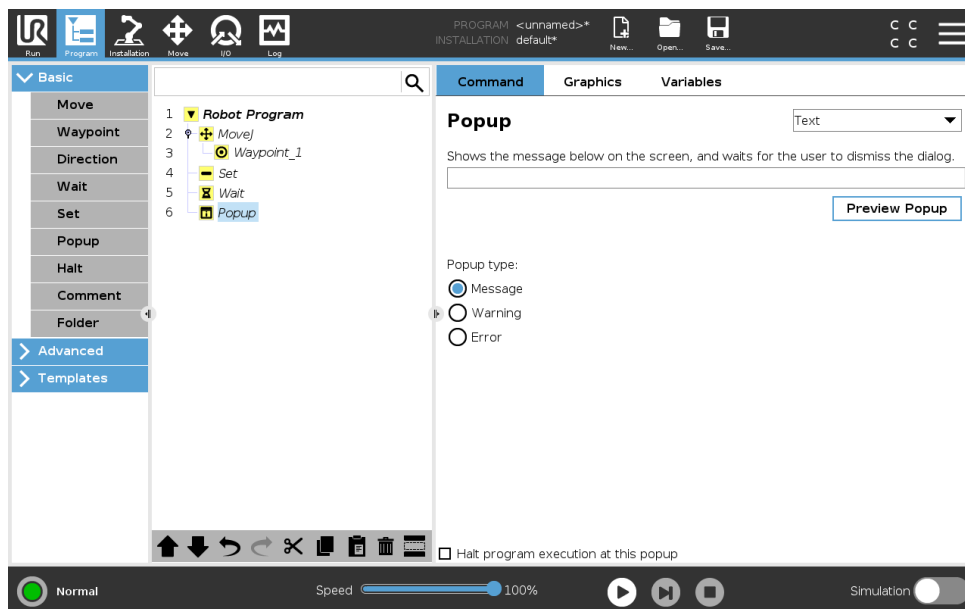 PROGRAM <unnamed>*
INSTALLATION default*
UR
Run
Program
Installation
Move
I/O
Log
New...
Open...
Save...
C C
C C
Basic
Move
Waypoint
Direction
Wait
Set
Popup
Halt
Comment
Folder
Advanced
Templates
1 Robot Program
2 MoveJ
3 Waypoint_1
4 Set
5 Wait
6 Popup
Command Graphics Variables
Popup
Text
Shows the message below on the screen, and waits for the user to dismiss the dialog.
Preview Popup
Popup type:
Message
Warning
Error
Halt program execution at this popup
Normal
Speed 100%
Simulation